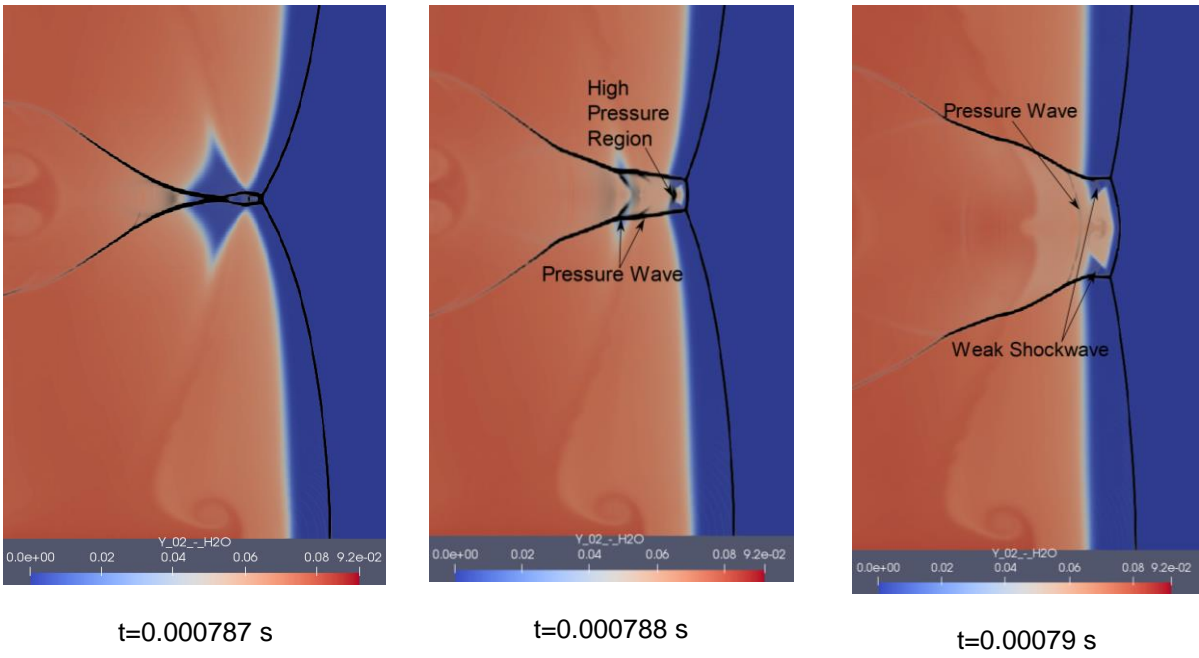 High
Pressure
Region
Pressure Wave
Pressure Wave
Weak Shockwave
Y_02_-_H2O
0.0e+00 0.02 0.04 0.06 0.08 9.2e-02
Y_02_-_H2O
0.0e+00 0.02 0.04 0.06 0.08 9.2e-02
Y_02_-_H2O
0.0e+00 0.02 0.04 0.06 0.08 9.2e-02
t=0.000787 s
t=0.000788 s
t=0.00079 s